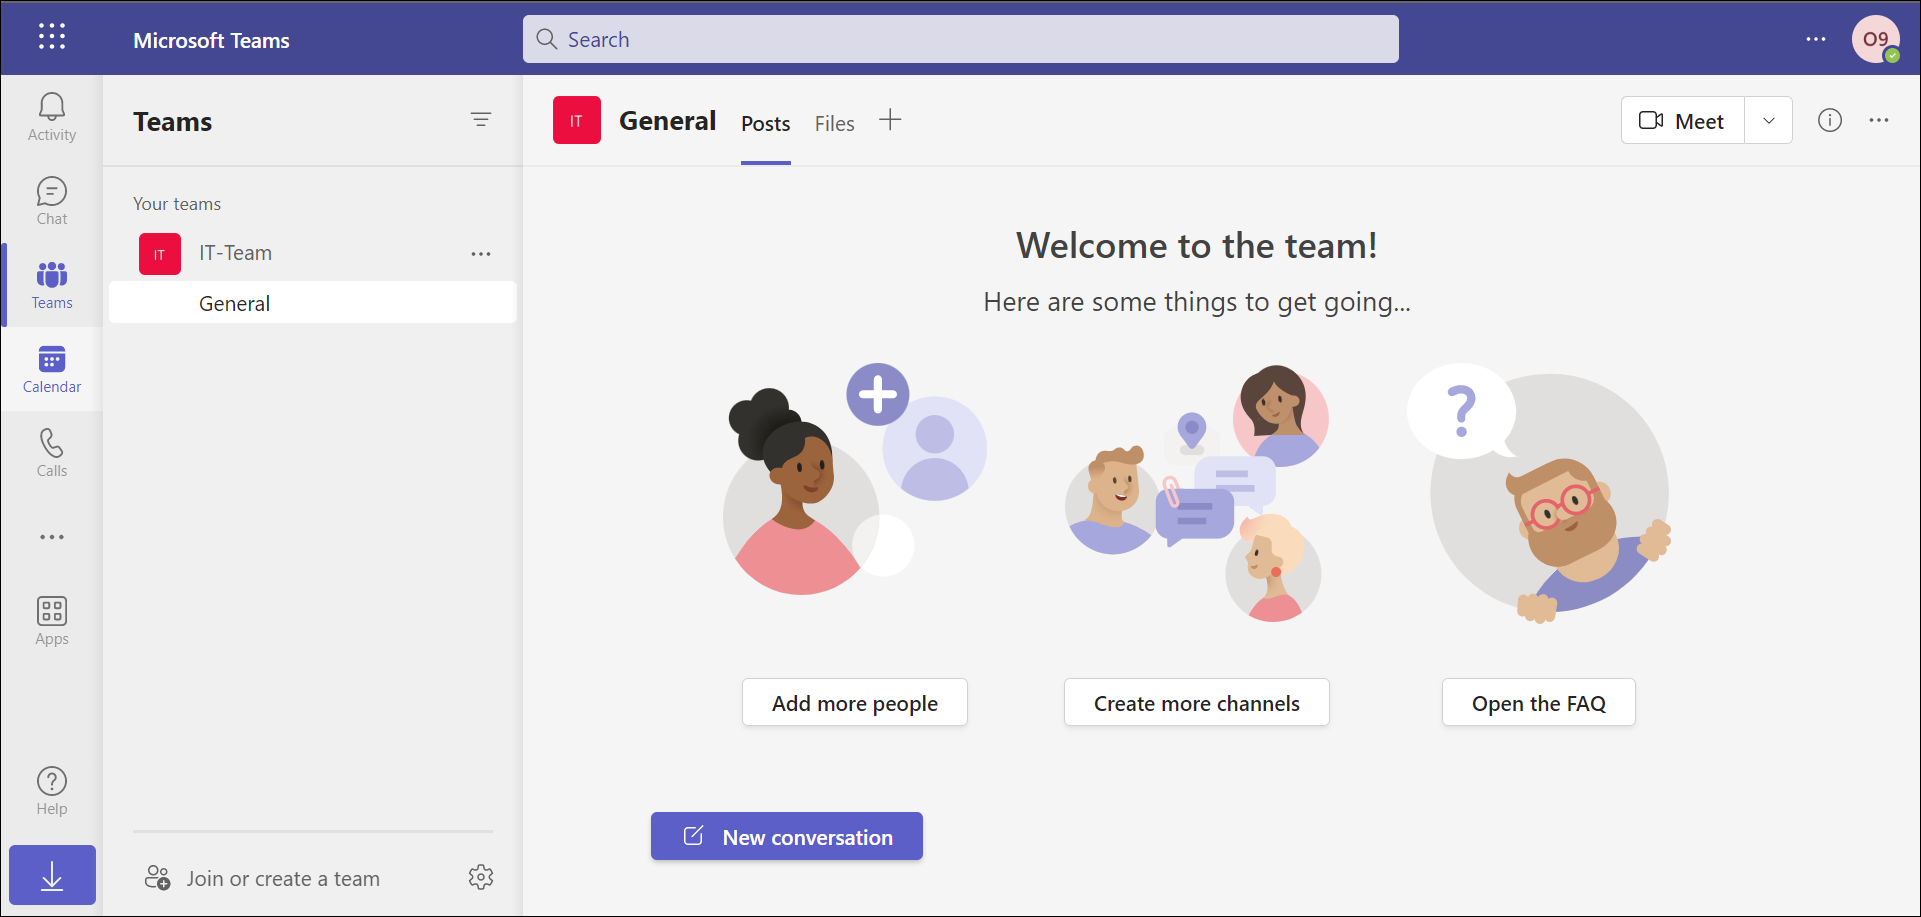 Microsoft Teams
Search
O9
Activity
Chat
Teams
Calendar
Calls
Apps
Help
Teams
Your teams
IT IT-Team
General
Join or create a team
IT General Posts Files
Meet
Welcome to the team!
Here are some things to get going...
?
Add more people
Create more channels
Open the FAQ
New conversation